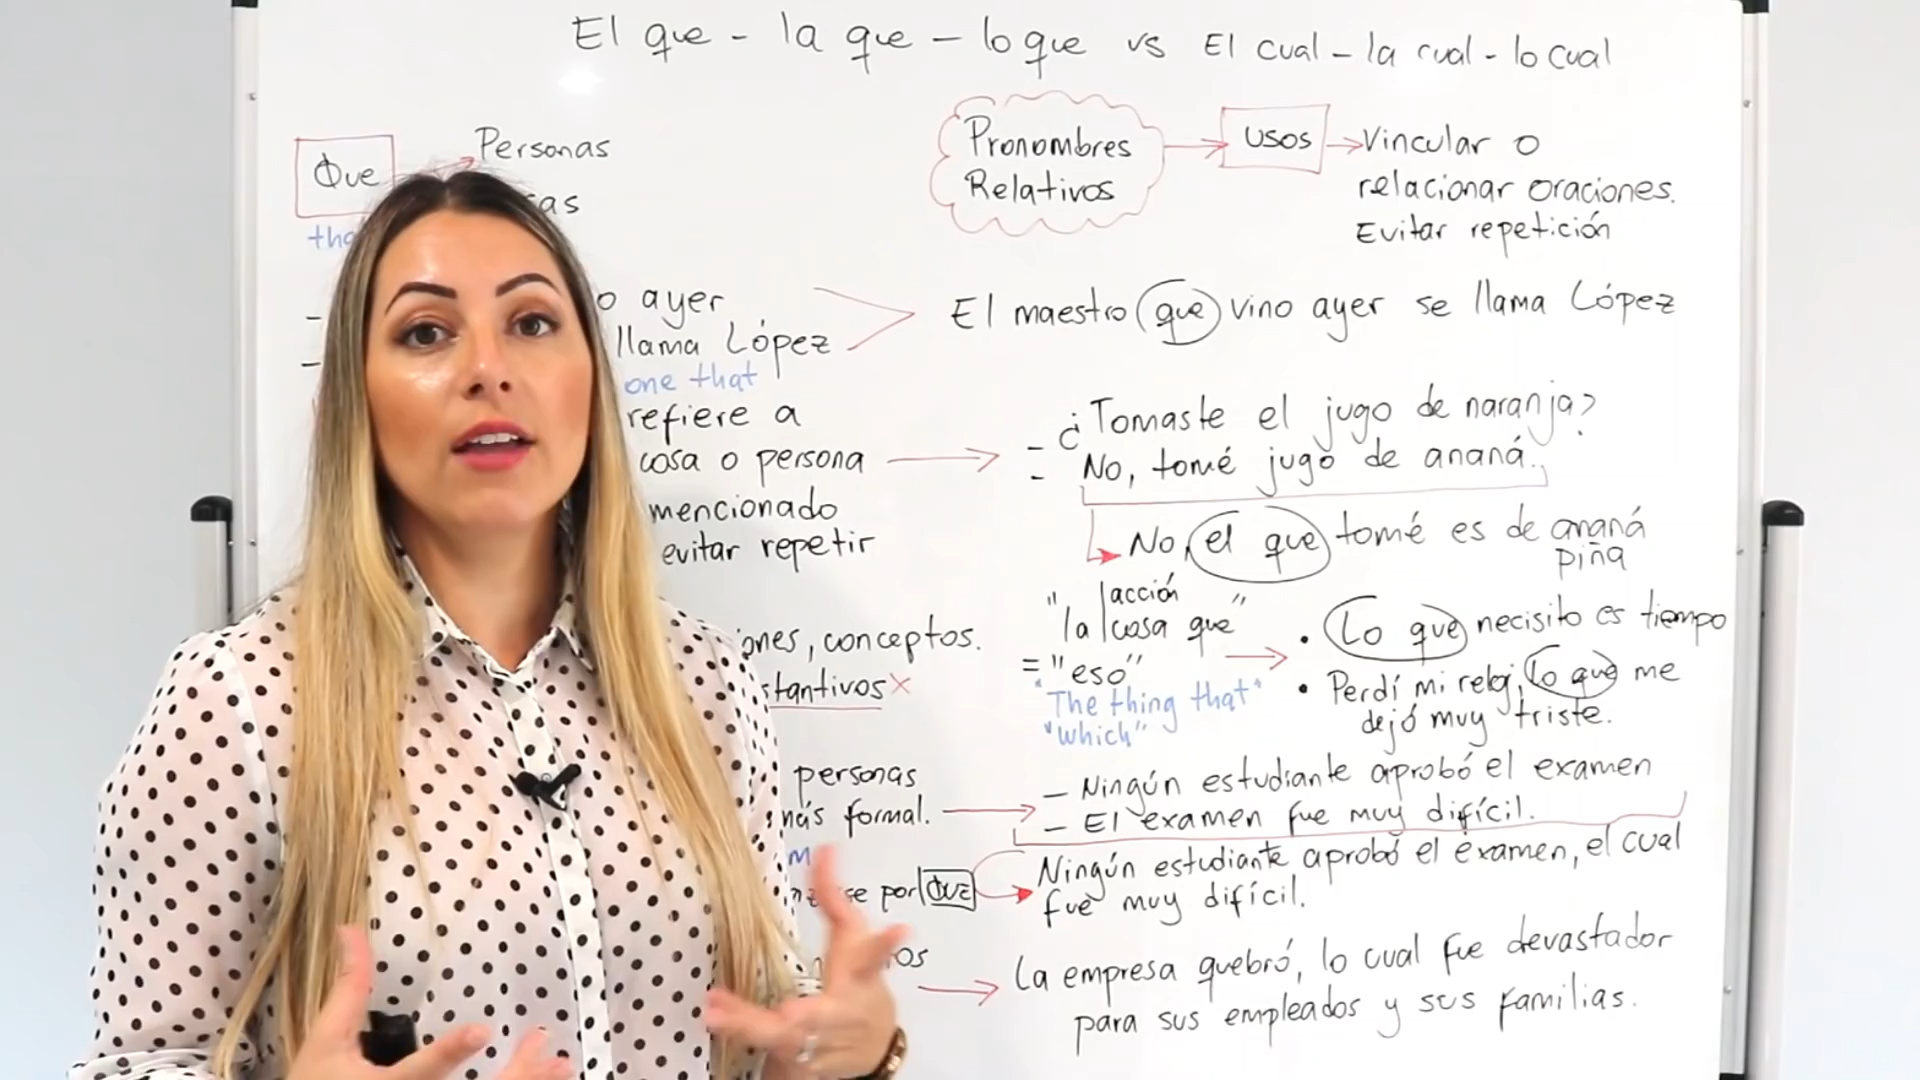 El que - la que - lo que vs El cual - la cual - lo cual
Que
Personas
Pronombres
Relativos
usos
Vincular o
relacionar oraciones.
Evitar repetición
o ayer
llama López
one that
refiere a
cosa o persona
mencionado
evitar repetir
El maestro que vino ayer se llama López
- ¿Tomaste el jugo de naranja?
- No, tomé jugo de ananá.
No, el que tomé es de ananá
piña
conceptos.
X
"la acción
cosa que"
= "eso"
"The thing that"
"which"
• Lo que necisito es tiempo
• Perdí mi reloj, lo que me
dejó muy triste.
personas
más formal.
por QUE
- Ningún estudiante aprobó el examen
- El examen fue muy difícil.
Ningún estudiante aprobó el examen, el cual
fue muy difícil.
La empresa quebró, lo cual fue devastador
para sus empleados y sus familias.